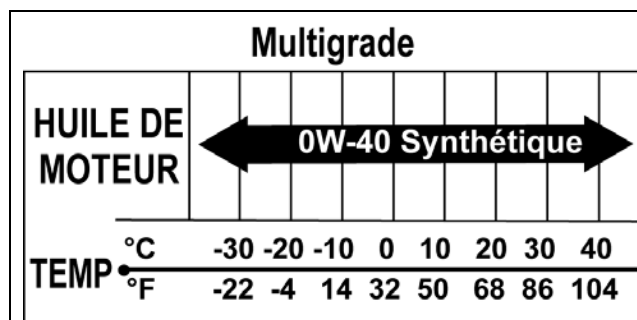 Multigrade
HUILE DE
MOTEUR
0W-40 Synthétique
°C -30 -20 -10 0 10 20 30 40
TEMP
°F -22 -4 14 32 50 68 86 104